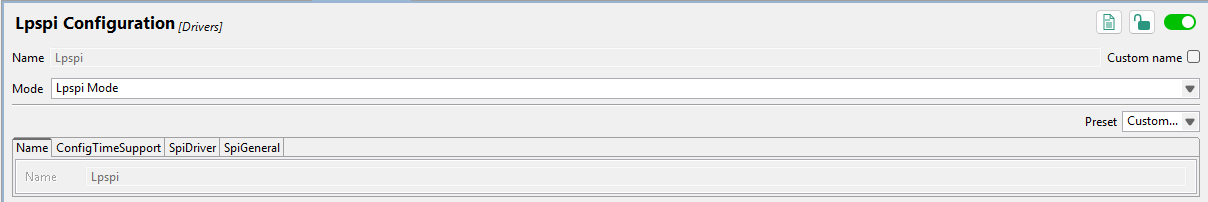 Lpspi Configuration [Drivers]
Name Lpspi Custom name
Mode Lpspi Mode
Preset Custom...
Name ConfigTimeSupport SpiDriver SpiGeneral
Name Lpspi